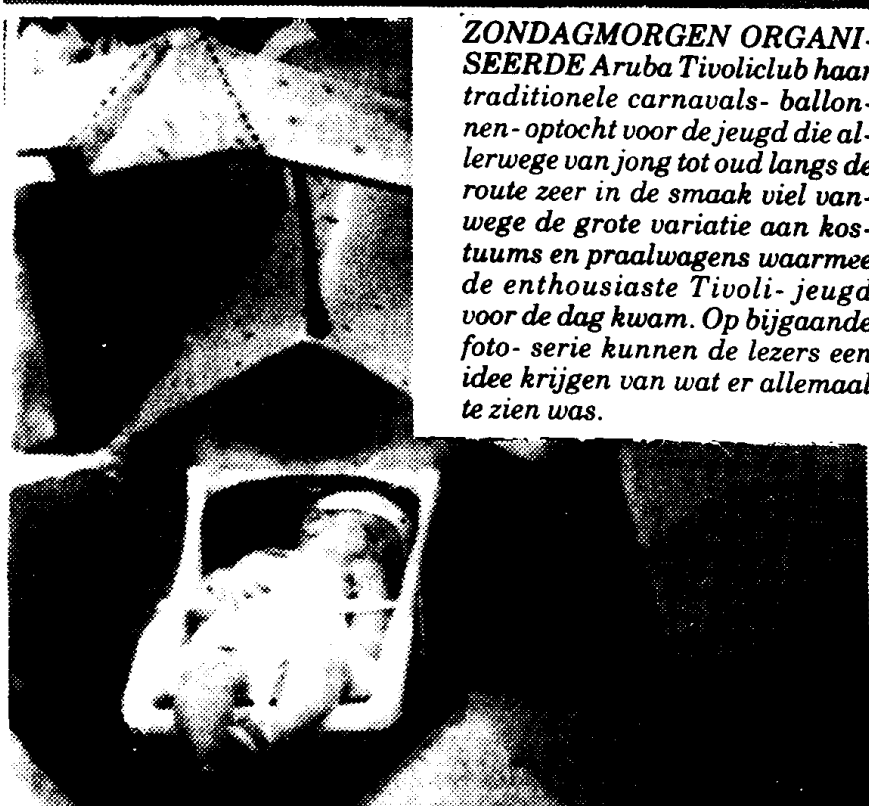 ZONDAGMORGEN ORGANI-
SEERDE Aruba Tivoliclub haar
traditionele carnavals- ballon-
nen- optocht voor de jeugd die al-
lerwege van jong tot oud langs de
route zeer in de smaak viel van-
wege de grote variatie aan kos-
tuums en praalwagens waarmee
de enthousiaste Tivoli- jeugd
voor de dag kwam. Op bijgaande
foto- serie kunnen de lezers een
idee krijgen van wat er allemaal
te zien was.